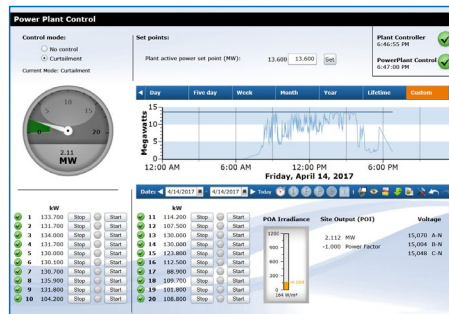 Power Plant Control
Control mode:
No control
Curtailment
Current Mode: Curtailment
Set points:
Plant active power set point (MW): 13.600 13.600 Set
Plant Controller
6:46:55 PM
PowerPlant Control
6:47:00 PM
0 5 10 15 20
2.11
MW
Day Five day Week Month Year Lifetime Custom
Megawatts
15
10
5
0
12:00 AM 6:00 AM 12:00 PM 6:00 PM
Friday, April 14, 2017
Date: 4/14/2017 - 4/14/2017 Today
kW
1 133.700 Stop Start
2 131.700 Stop Start
3 134.000 Stop Start
4 131.700 Stop Start
5 130.000 Stop Start
6 130.100 Stop Start
7 130.700 Stop Start
8 135.900 Stop Start
9 131.800 Stop Start
10 104.200 Stop Start
kW
11 114.200 Stop Start
12 107.500 Stop Start
13 130.000 Stop Start
14 130.000 Stop Start
15 123.800 Stop Start
16 112.500 Stop Start
17 88.900 Stop Start
18 109.700 Stop Start
19 101.800 Stop Start
20 108.800 Stop Start
POA Irradiance
1200
900
600
300
0
164 W/m²
Site Output (POI)
2.112 MW
-1.000 Power Factor
Voltage
15,070 A-N
15,004 B-N
15,048 C-N